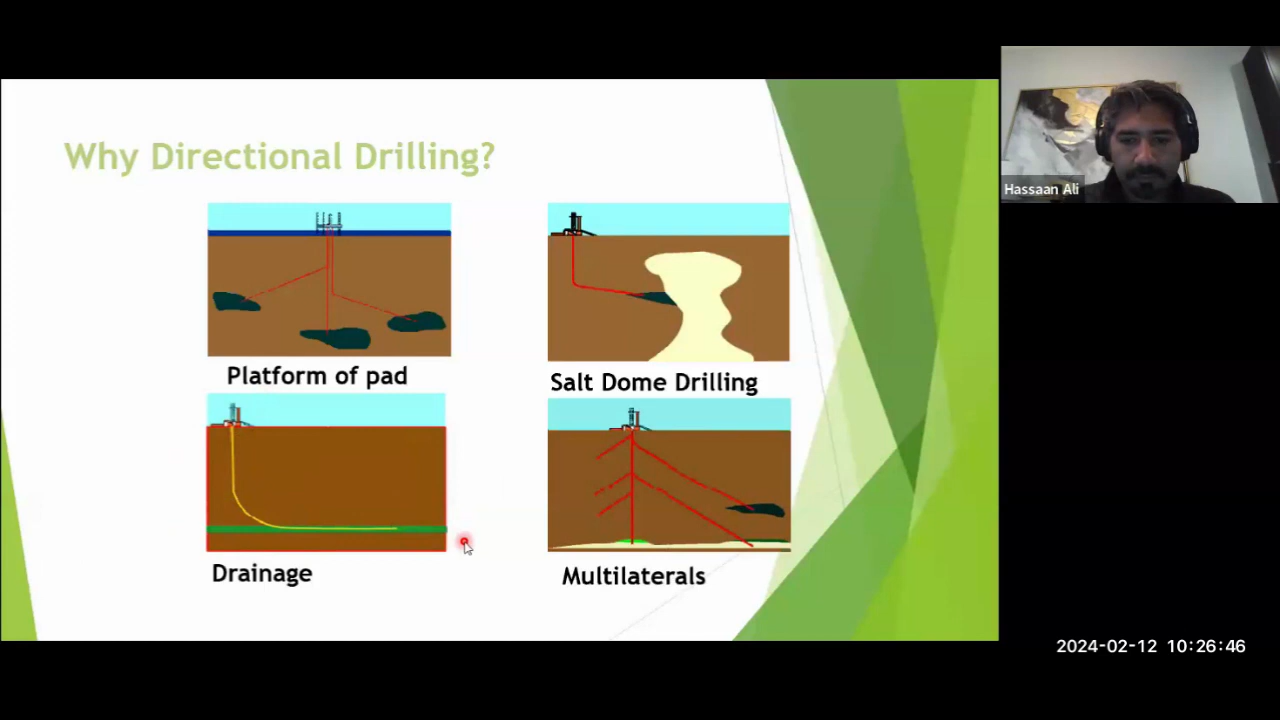 Why Directional Drilling?
Hassaan Ali
Platform of pad
Salt Dome Drilling
Drainage
Multilaterals
2024-02-12 10:26:46